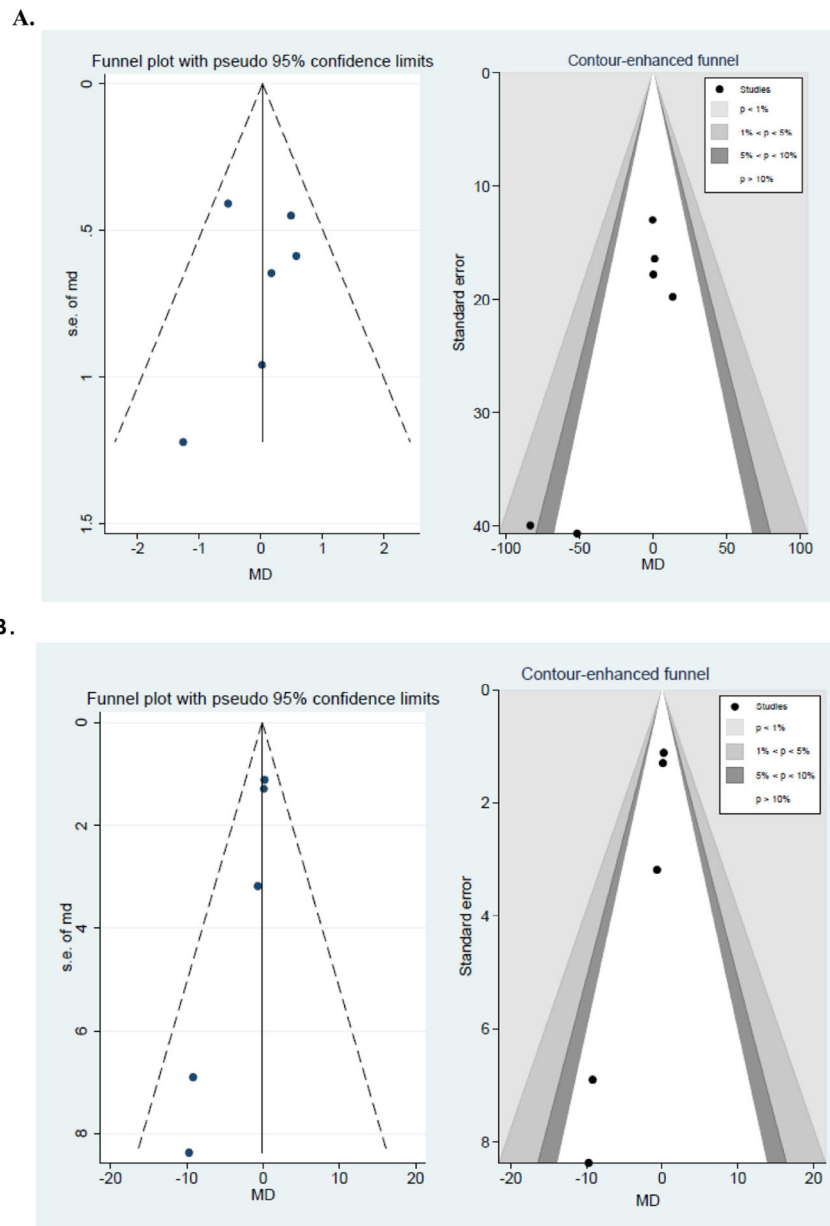 A.
Funnel plot with pseudo 95% confidence limits
0
.5
1
1.5
s.e. of md
-2 -1 0 1 2
MD
Contour-enhanced funnel
Studies
p < 1%
1% < p < 5%
5% < p < 10%
p > 10%
0
10
20
30
40
Standard error
-100 -50 0 50 100
MD
B.
Funnel plot with pseudo 95% confidence limits
0
2
4
6
8
s.e. of md
-20 -10 0 10 20
MD
Contour-enhanced funnel
Studies
p < 1%
1% < p < 5%
5% < p < 10%
p > 10%
0
2
4
6
8
Standard error
-20 -10 0 10 20
MD